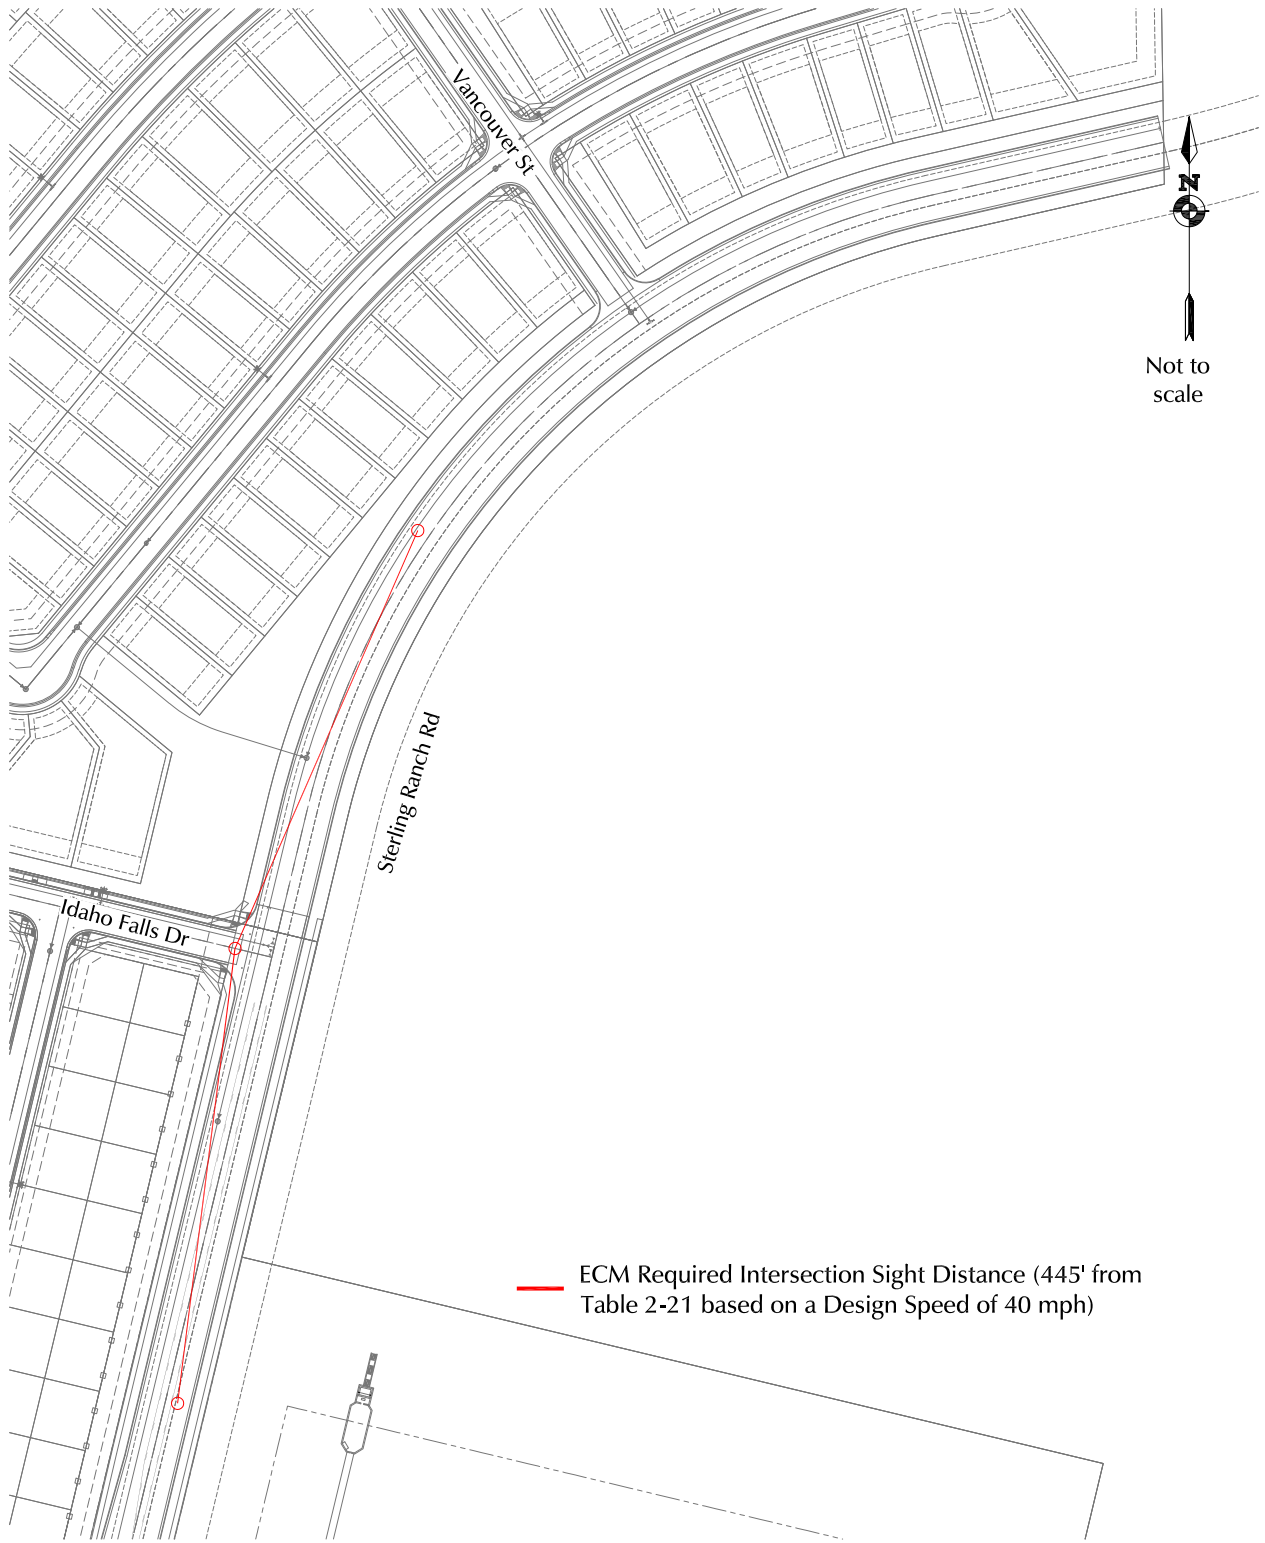 Vancouver St
N
Not to
scale
Sterling Ranch Rd
Idaho Falls Dr
ECM Required Intersection Sight Distance (445' from
Table 2-21 based on a Design Speed of 40 mph)